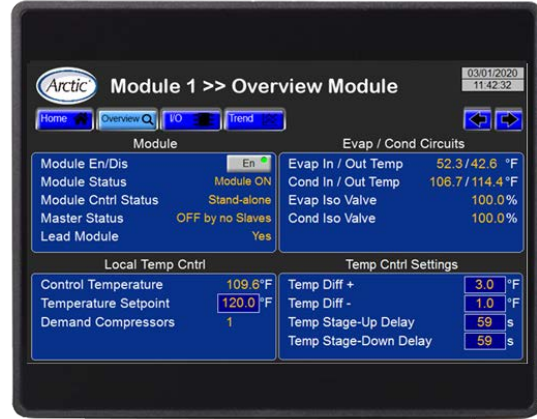 Arctic
Module 1 >> Overview Module
03/01/2020
11:42:32
Home
Overview
I/O
Trend
Module
Module En/Dis En
Module Status Module ON
Module Cntrl Status Stand-alone
Master Status OFF by no Slaves
Lead Module Yes
Evap / Cond Circuits
Evap In / Out Temp 52.3/42.6 °F
Cond In / Out Temp 106.7/114.4 °F
Evap Iso Valve 100.0%
Cond Iso Valve 100.0%
Local Temp Cntrl
Control Temperature 109.6°F
Temperature Setpoint 120.0 °F
Demand Compressors 1
Temp Cntrl Settings
Temp Diff + 3.0 °F
Temp Diff - 1.0 °F
Temp Stage-Up Delay 59 s
Temp Stage-Down Delay 59 s